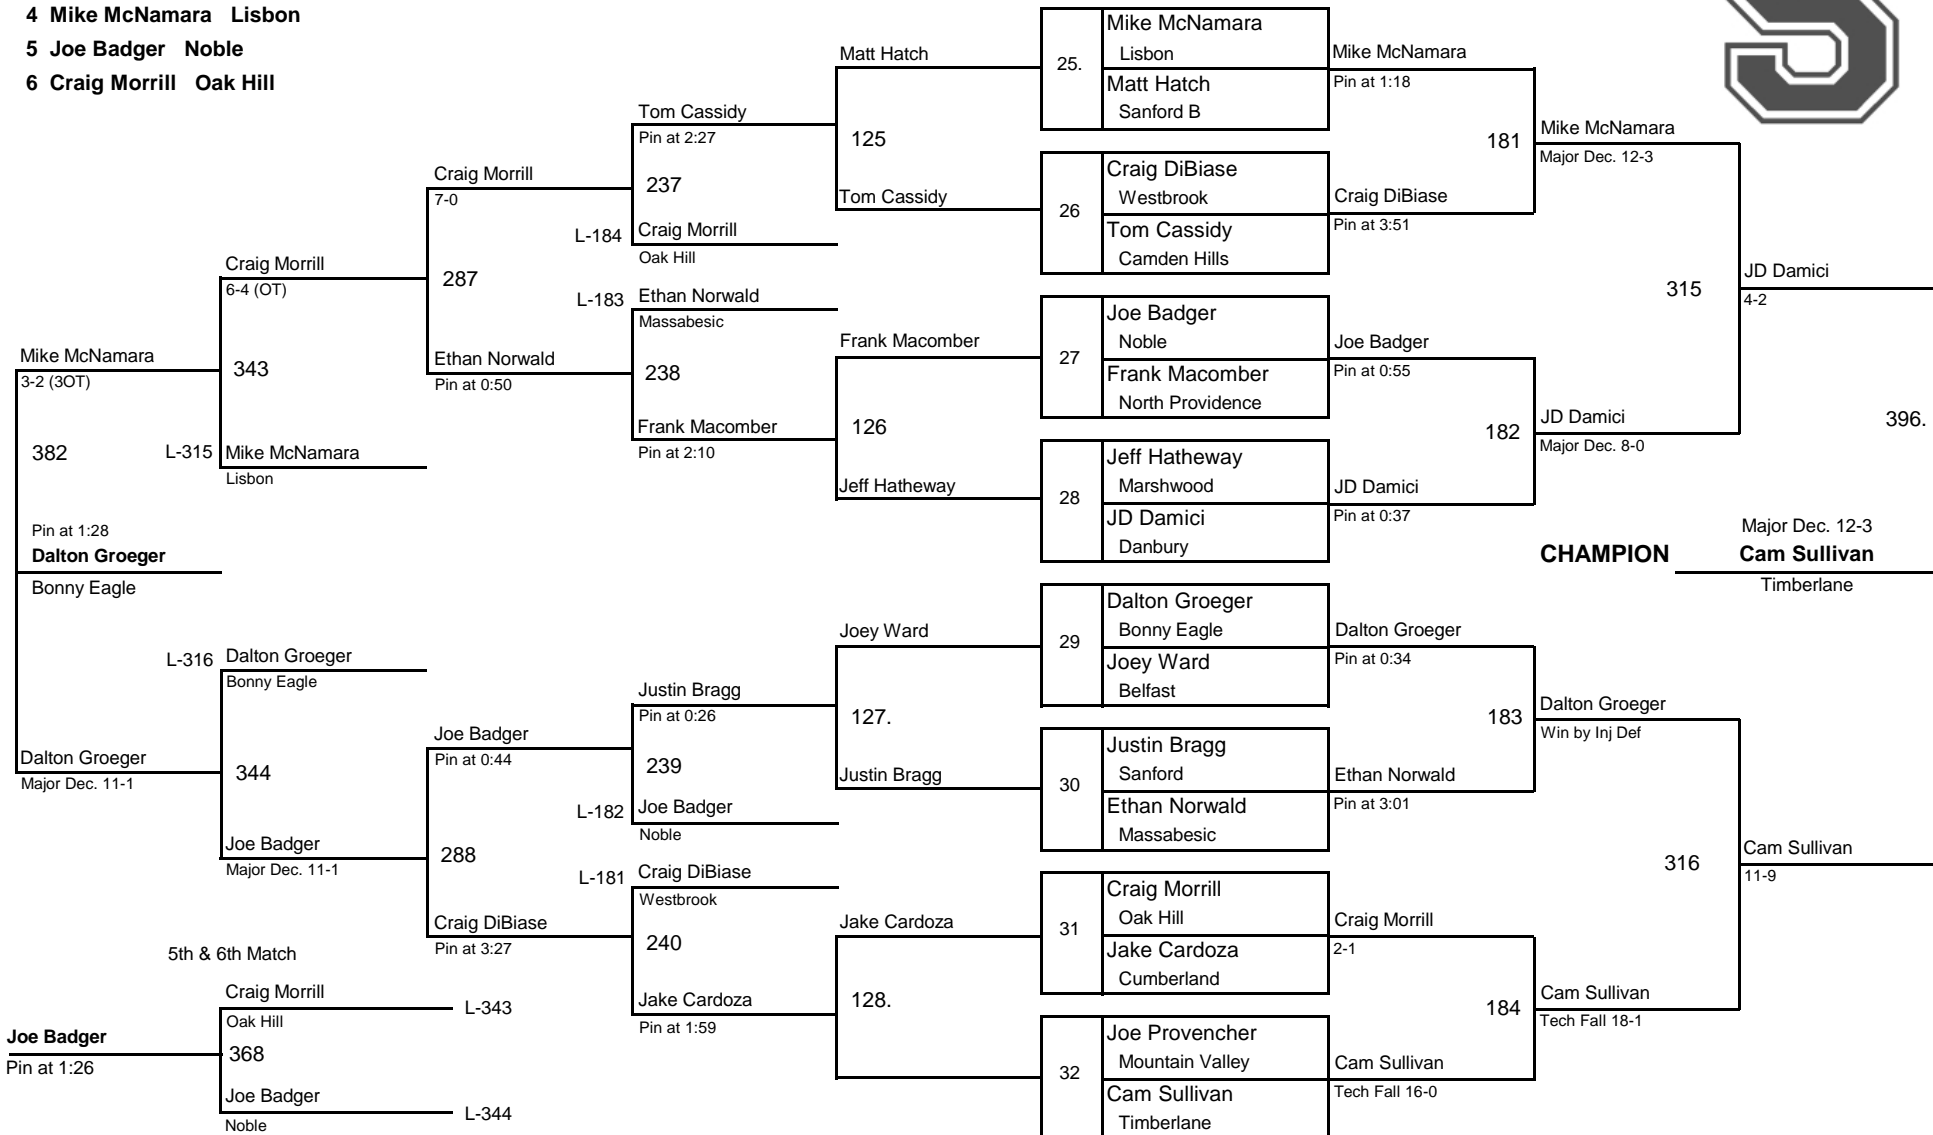 4 Mike McNamara Lisbon
5 Joe Badger Noble
6 Craig Morrill Oak Hill
25.
Mike McNamara
Lisbon
Matt Hatch
Sanford B
26
Craig DiBiase
Westbrook
Tom Cassidy
Camden Hills
27
Joe Badger
Noble
Frank Macomber
North Providence
28
Jeff Hatheway
Marshwood
JD Damici
Danbury
29
Dalton Groeger
Bonny Eagle
Joey Ward
Belfast
30
Justin Bragg
Sanford
Ethan Norwald
Massabesic
31
Craig Morrill
Oak Hill
Jake Cardoza
Cumberland
32
Joe Provencher
Mountain Valley
Cam Sullivan
Timberlane
Mike McNamara
Pin at 1:18
181
Craig DiBiase
Pin at 3:51
Joe Badger
Pin at 0:55
182
JD Damici
Pin at 0:37
Dalton Groeger
Pin at 0:34
183
Ethan Norwald
Pin at 3:01
Craig Morrill
2-1
184
Cam Sullivan
Tech Fall 16-0
Mike McNamara
Major Dec. 12-3
315
JD Damici
Major Dec. 8-0
Dalton Groeger
Win by Inj Def
316
Cam Sullivan
Tech Fall 18-1
JD Damici
4-2
396.
Cam Sullivan
11-9
Major Dec. 12-3
CHAMPION Cam Sullivan
Timberlane
Matt Hatch
125
Tom Cassidy
Frank Macomber
126
Jeff Hatheway
Joey Ward
127.
Justin Bragg
Jake Cardoza
128.
Tom Cassidy
Pin at 2:27
237
L-184 Craig Morrill
Oak Hill
L-183 Ethan Norwald
Massabesic
238
Frank Macomber
Pin at 2:10
Justin Bragg
Pin at 0:26
239
L-182 Joe Badger
Noble
L-181 Craig DiBiase
Westbrook
240
Jake Cardoza
Pin at 1:59
Craig Morrill
7-0
287
Ethan Norwald
Pin at 0:50
Joe Badger
Pin at 0:44
288
Craig DiBiase
Pin at 3:27
Craig Morrill
6-4 (OT)
343
L-315 Mike McNamara
Lisbon
L-316 Dalton Groeger
Bonny Eagle
344
Joe Badger
Major Dec. 11-1
Mike McNamara
3-2 (3OT)
382
Pin at 1:28
Dalton Groeger
Bonny Eagle
Dalton Groeger
Major Dec. 11-1
5th & 6th Match
Craig Morrill
L-343
Oak Hill
Joe Badger
368
Pin at 1:26
Joe Badger
L-344
Noble